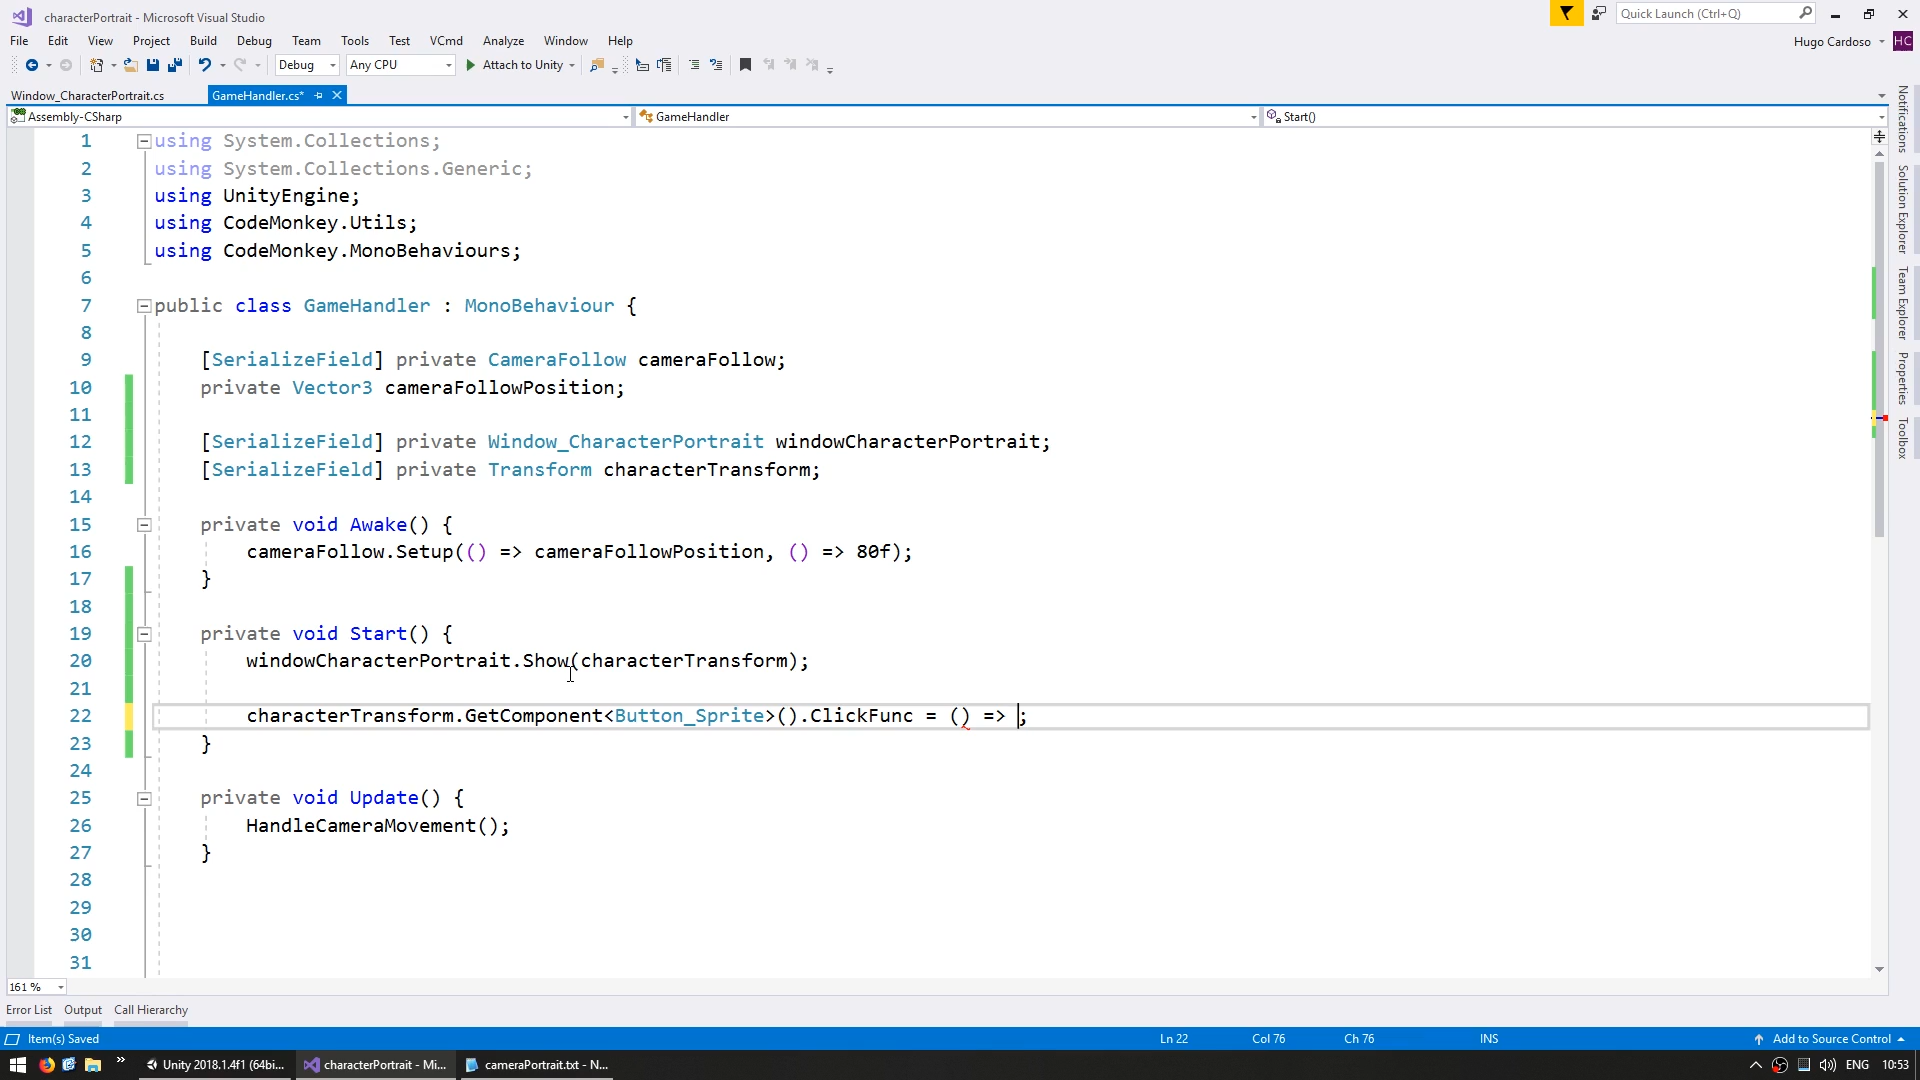 characterPortrait - Microsoft Visual Studio
Quick Launch (Ctrl+Q)
File Edit View Project Build Debug Team Tools Test VCmd Analyze Window Help
Hugo Cardoso HC
Debug Any CPU Attach to Unity
Window_CharacterPortrait.cs GameHandler.cs*
Assembly-CSharp GameHandler Start()
1 using System.Collections;
2 using System.Collections.Generic;
3 using UnityEngine;
4 using CodeMonkey.Utils;
5 using CodeMonkey.MonoBehaviours;
6
7 public class GameHandler : MonoBehaviour {
8
9 [SerializeField] private CameraFollow cameraFollow;
10 private Vector3 cameraFollowPosition;
11
12 [SerializeField] private Window_CharacterPortrait windowCharacterPortrait;
13 [SerializeField] private Transform characterTransform;
14
15 private void Awake() {
16 cameraFollow.Setup(() => cameraFollowPosition, () => 80f);
17 }
18
19 private void Start() {
20 windowCharacterPortrait.Show(characterTransform);
21
22 characterTransform.GetComponent<Button_Sprite>().ClickFunc = () => ;
23 }
24
25 private void Update() {
26 HandleCameraMovement();
27 }
28
29
30
31
Notifications
Solution Explorer
Team Explorer
Properties
Toolbox
161 %
Error List Output Call Hierarchy
Item(s) Saved Ln 22 Col 76 Ch 76 INS Add to Source Control
Unity 2018.1.4f1 (64bi... characterPortrait - Mi... cameraPortrait.txt - N... ENG 10:53